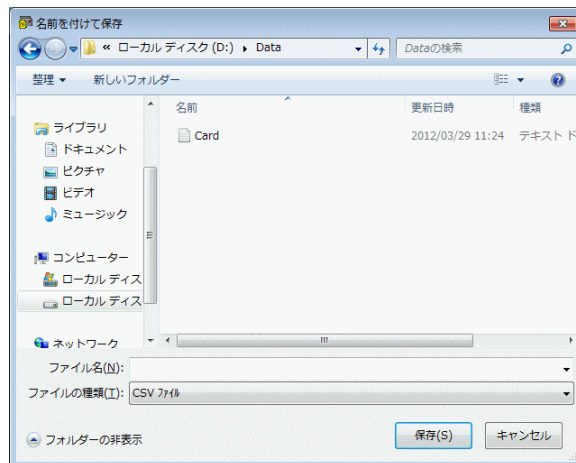 名前を付けて保存
« ローカル ディスク (D:) ▸ Data
Dataの検索
整理 新しいフォルダー
名前 更新日時 種類
Card 2012/03/29 11:24 テキスト ド
ライブラリ
ドキュメント
ピクチャ
ビデオ
ミュージック
コンピューター
ローカル ディス
ローカル ディス
ネットワーク
ファイル名(N):
ファイルの種類(T): CSV ファイル
フォルダーの非表示
保存(S) キャンセル